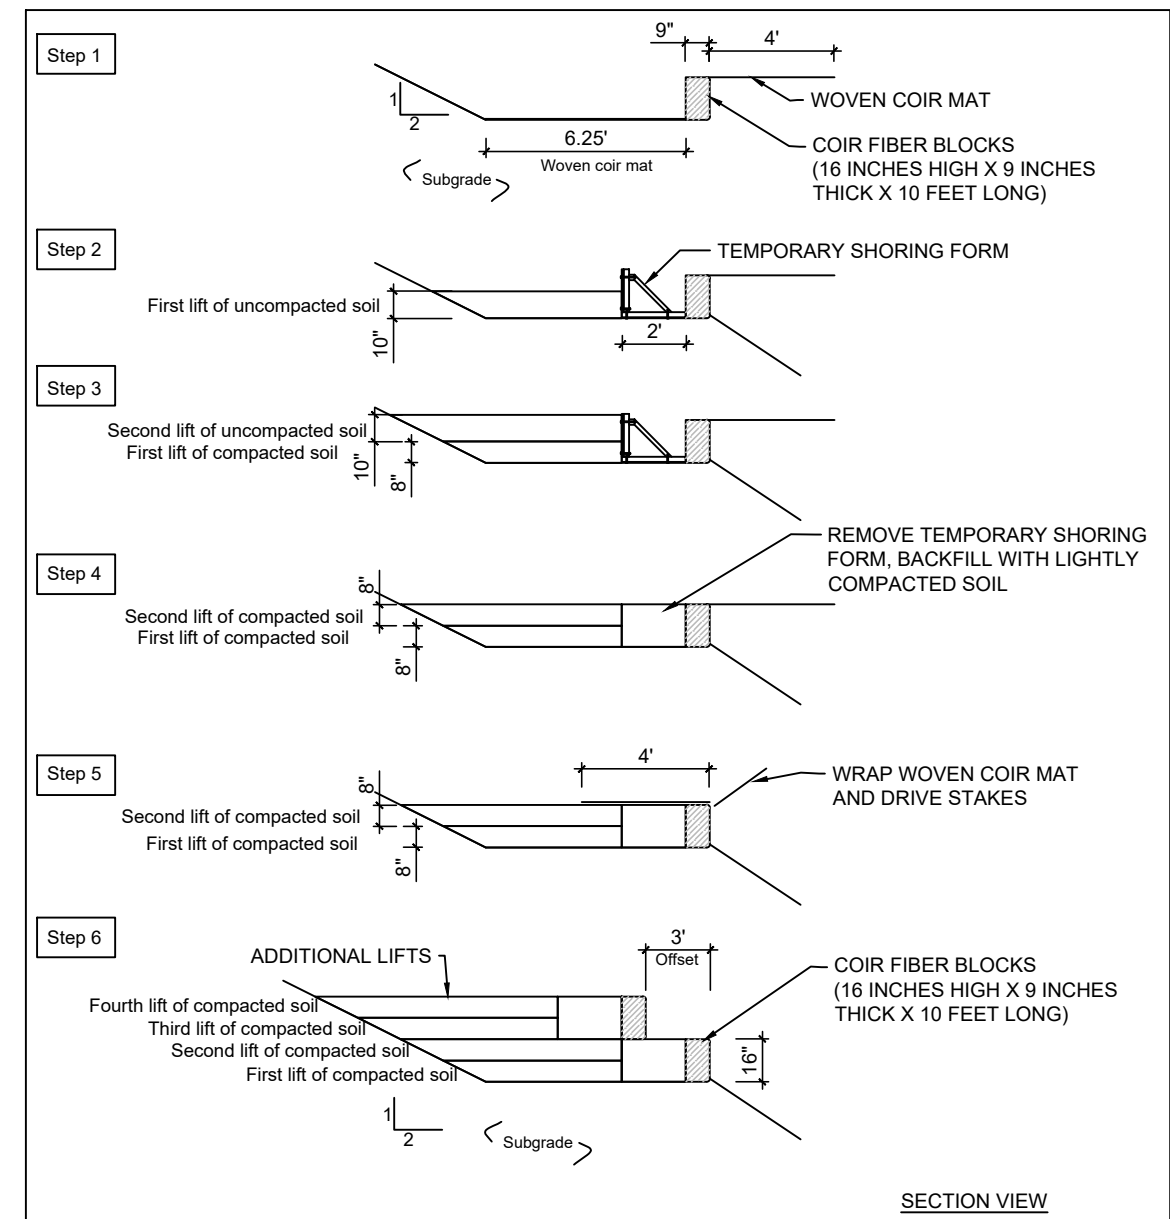 Step 1
9"
4'
WOVEN COIR MAT
1
2
6.25'
Woven coir mat
Subgrade
COIR FIBER BLOCKS
(16 INCHES HIGH X 9 INCHES
THICK X 10 FEET LONG)
Step 2
TEMPORARY SHORING FORM
First lift of uncompacted soil
10"
2'
Step 3
Second lift of uncompacted soil
First lift of compacted soil
10"
8"
REMOVE TEMPORARY SHORING
FORM, BACKFILL WITH LIGHTLY
COMPACTED SOIL
Step 4
8"
Second lift of compacted soil
First lift of compacted soil
8"
Step 5
4'
WRAP WOVEN COIR MAT
AND DRIVE STAKES
8"
Second lift of compacted soil
First lift of compacted soil
8"
Step 6
3'
Offset
ADDITIONAL LIFTS
COIR FIBER BLOCKS
(16 INCHES HIGH X 9 INCHES
THICK X 10 FEET LONG)
Fourth lift of compacted soil
Third lift of compacted soil
Second lift of compacted soil
First lift of compacted soil
16"
1
2
Subgrade
SECTION VIEW